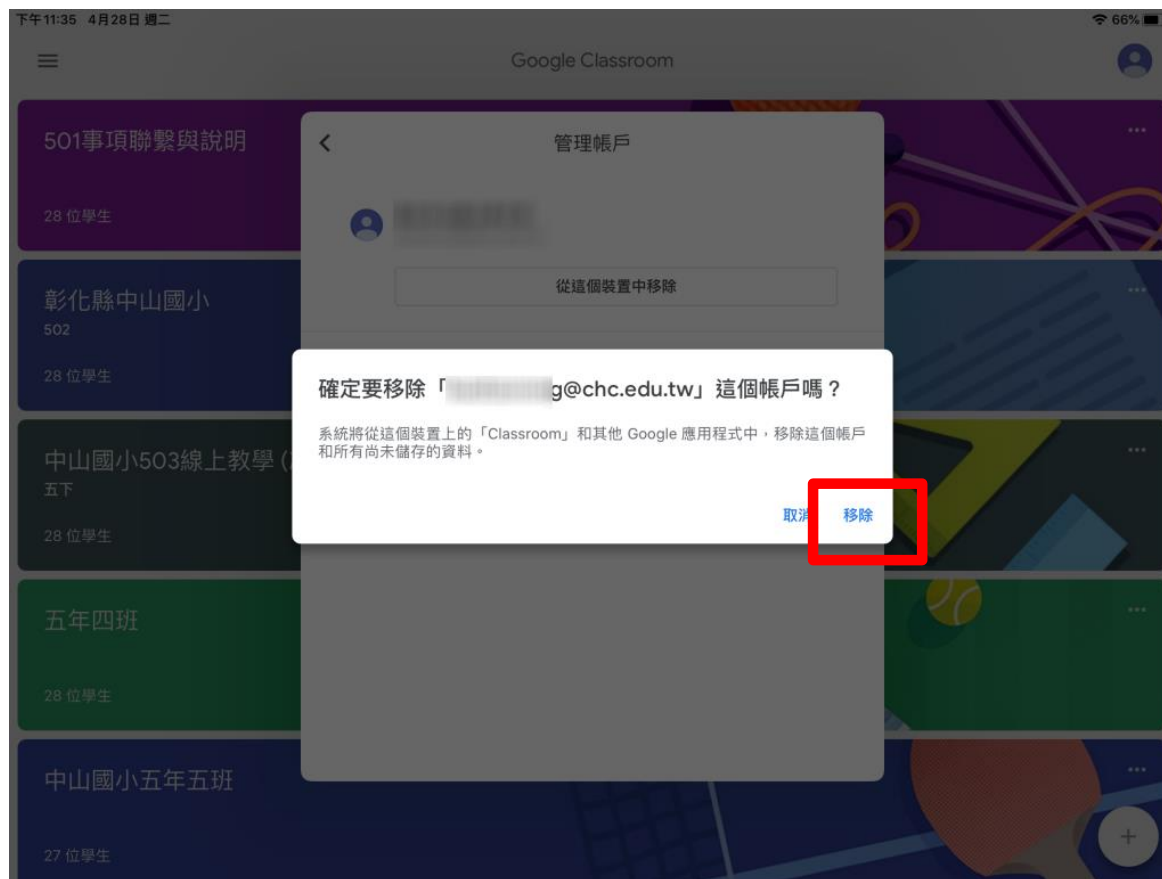 下午11:35 4月28日 週二
66%
Google Classroom
501事項聯繫與說明
28 位學生
管理帳戶
從這個裝置中移除
彰化縣中山國小
502
28 位學生
確定要移除「 g@chc.edu.tw」這個帳戶嗎？
系統將從這個裝置上的「Classroom」和其他 Google 應用程式中，移除這個帳戶
和所有尚未儲存的資料。
取消 移除
中山國小503線上教學
五下
28 位學生
五年四班
28 位學生
中山國小五年五班
27 位學生